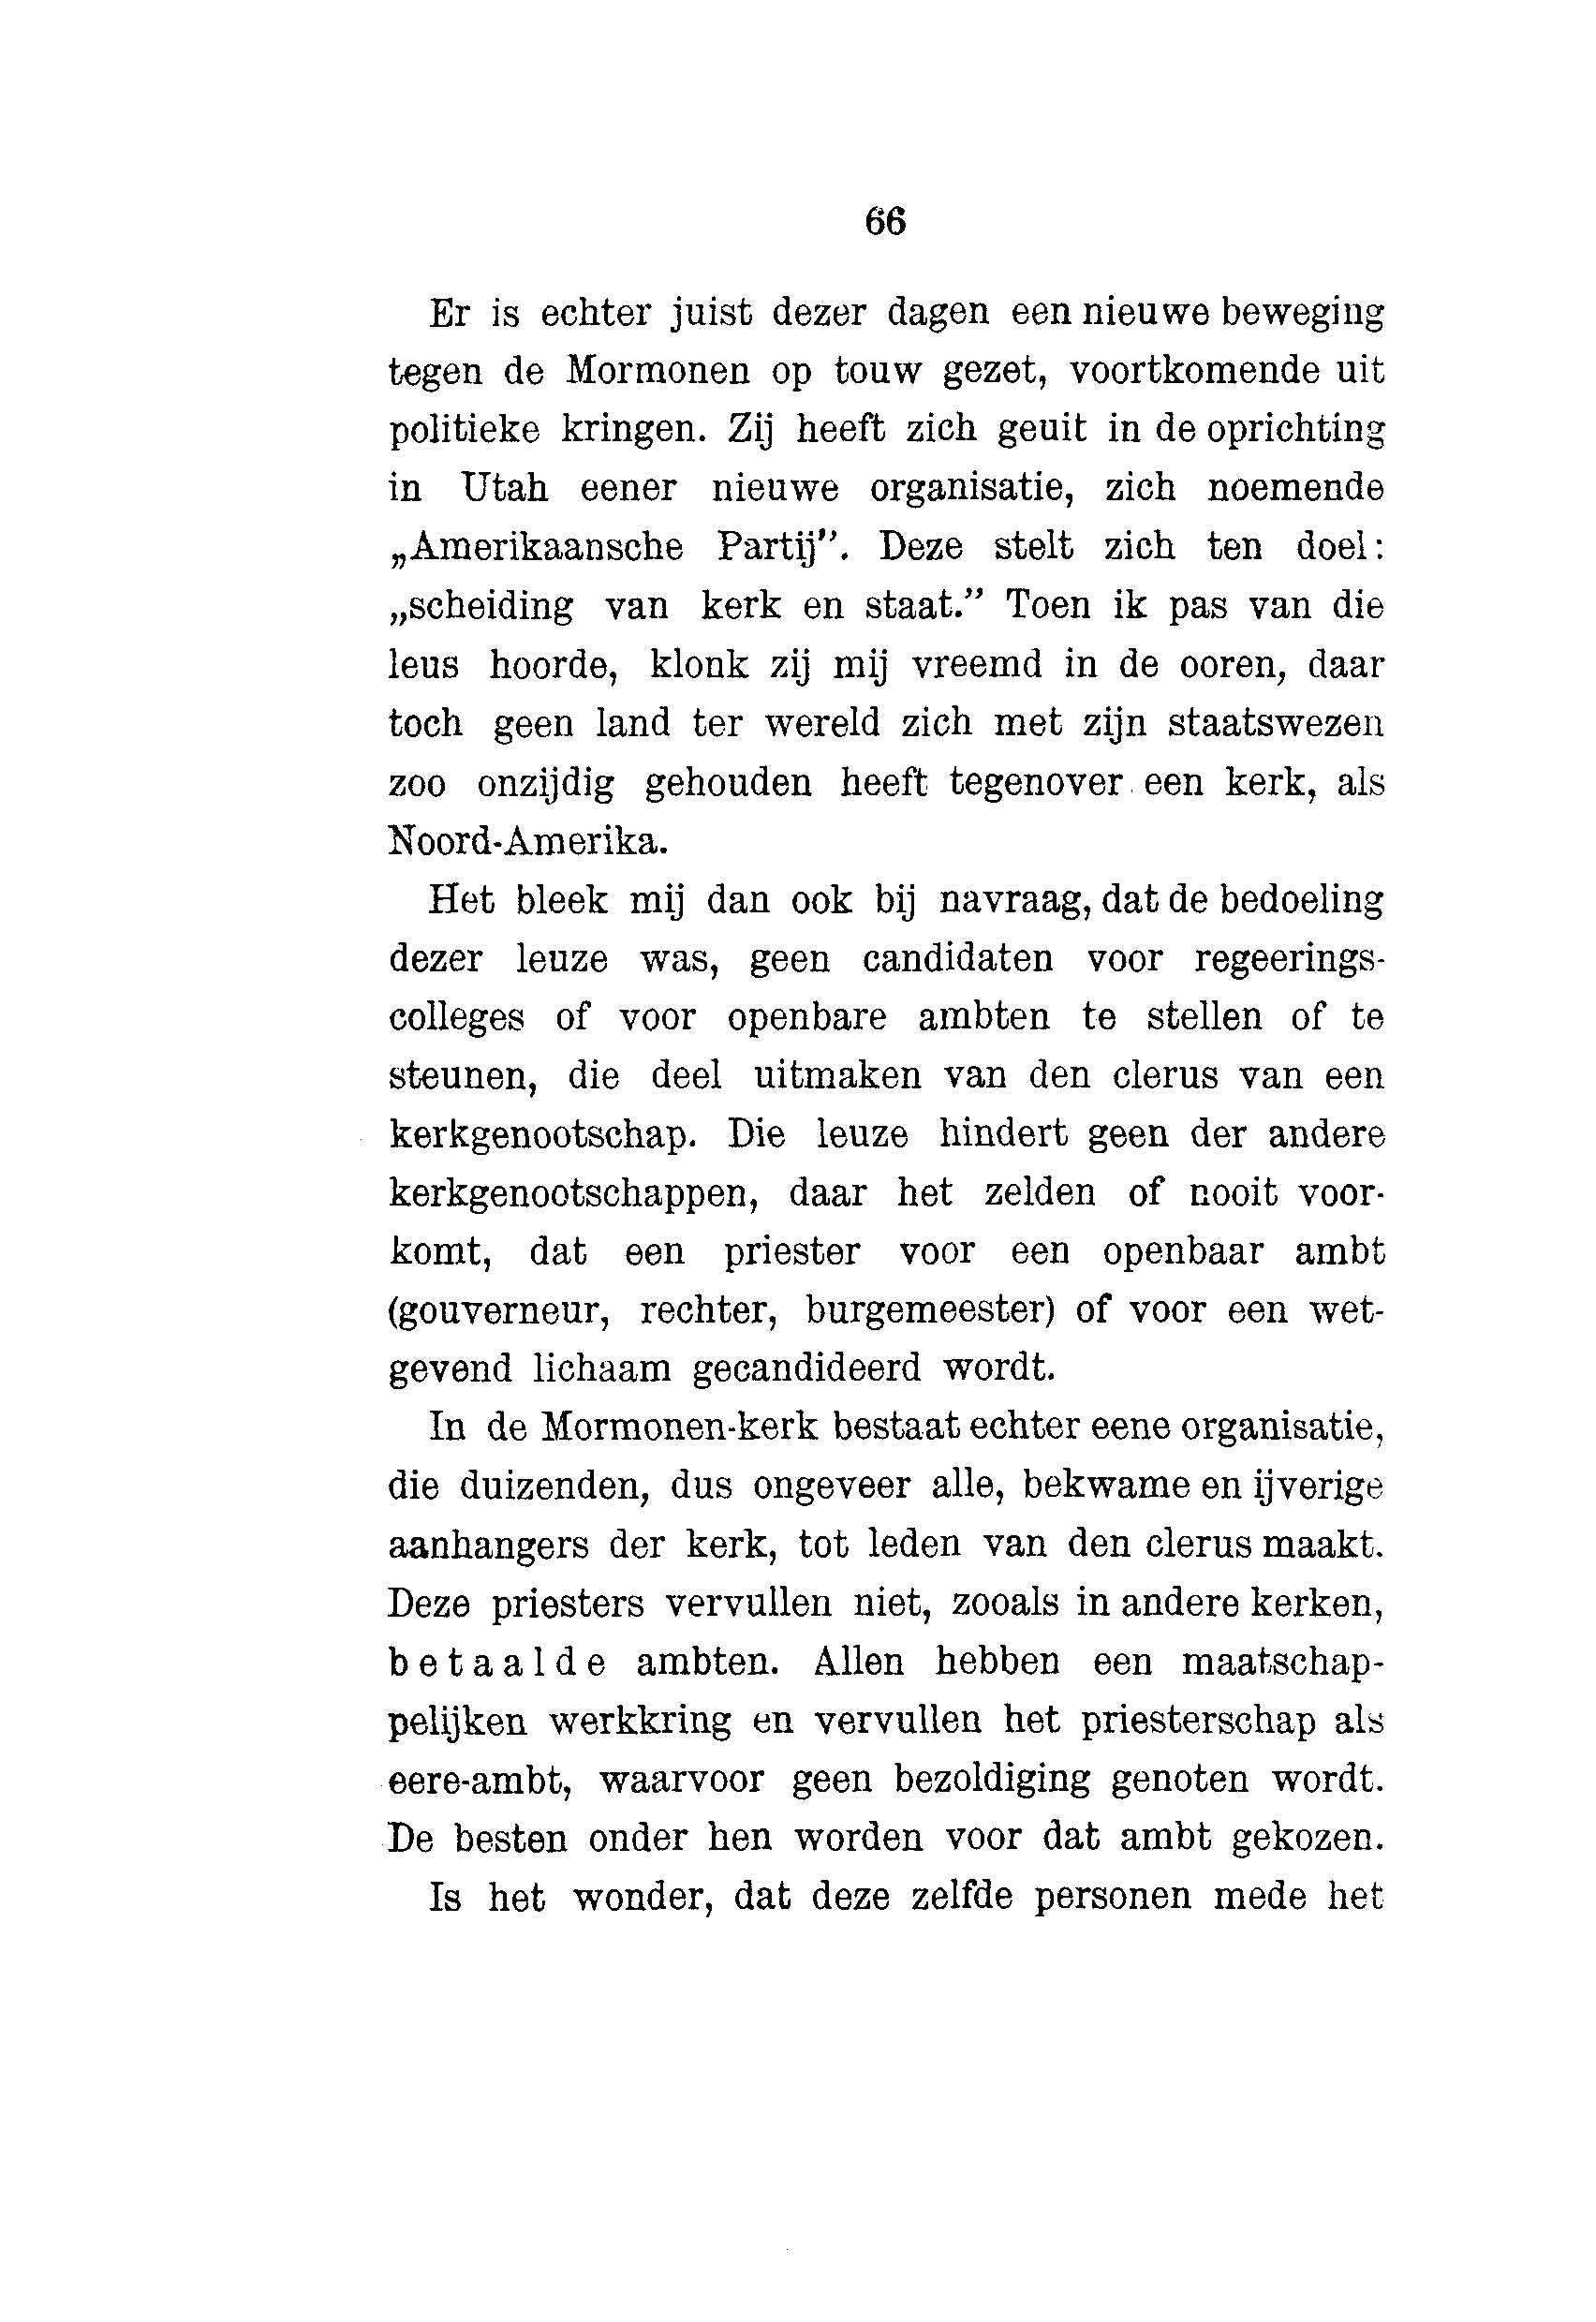 66
Er is echter juist dezer dagen een nieuwe beweging
tegen de Mormonen op touw gezet, voortkomende uit
politieke kringen. Zij heeft zich geuit in de oprichting
in Utah eener nieuwe organisatie, zich noemende
„Amerikaansche Partij”. Deze stelt zich ten doel:
„scheiding van kerk en staat.” Toen ik pas van die
leus hoorde, klonk zij mij vreemd in de ooren, daar
toch geen land ter wereld zich met zijn staatswezen
zoo onzijdig gehouden heeft tegenover een kerk, als
Noord-Amerika.
Het bleek mij dan ook bij navraag, dat de bedoeling
dezer leuze was, geen candidaten voor regeerings-
colleges of voor openbare ambten te stellen of te
steunen, die deel uitmaken van den clerus van een
kerkgenootschap. Die leuze hindert geen der andere
kerkgenootschappen, daar het zelden of nooit voor-
komt, dat een priester voor een openbaar ambt
(gouverneur, rechter, burgemeester) of voor een wet-
gevend lichaam gecandideerd wordt.
In de Mormonen-kerk bestaat echter eene organisatie,
die duizenden, dus ongeveer alle, bekwame en ijverige
aanhangers der kerk, tot leden van den clerus maakt.
Deze priesters vervullen niet, zooals in andere kerken,
betaalde ambten. Allen hebben een maatschap-
pelijken werkkring en vervullen het priesterschap als
eere-ambt, waarvoor geen bezoldiging genoten wordt.
De besten onder hen worden voor dat ambt gekozen.
Is het wonder, dat deze zelfde personen mede het